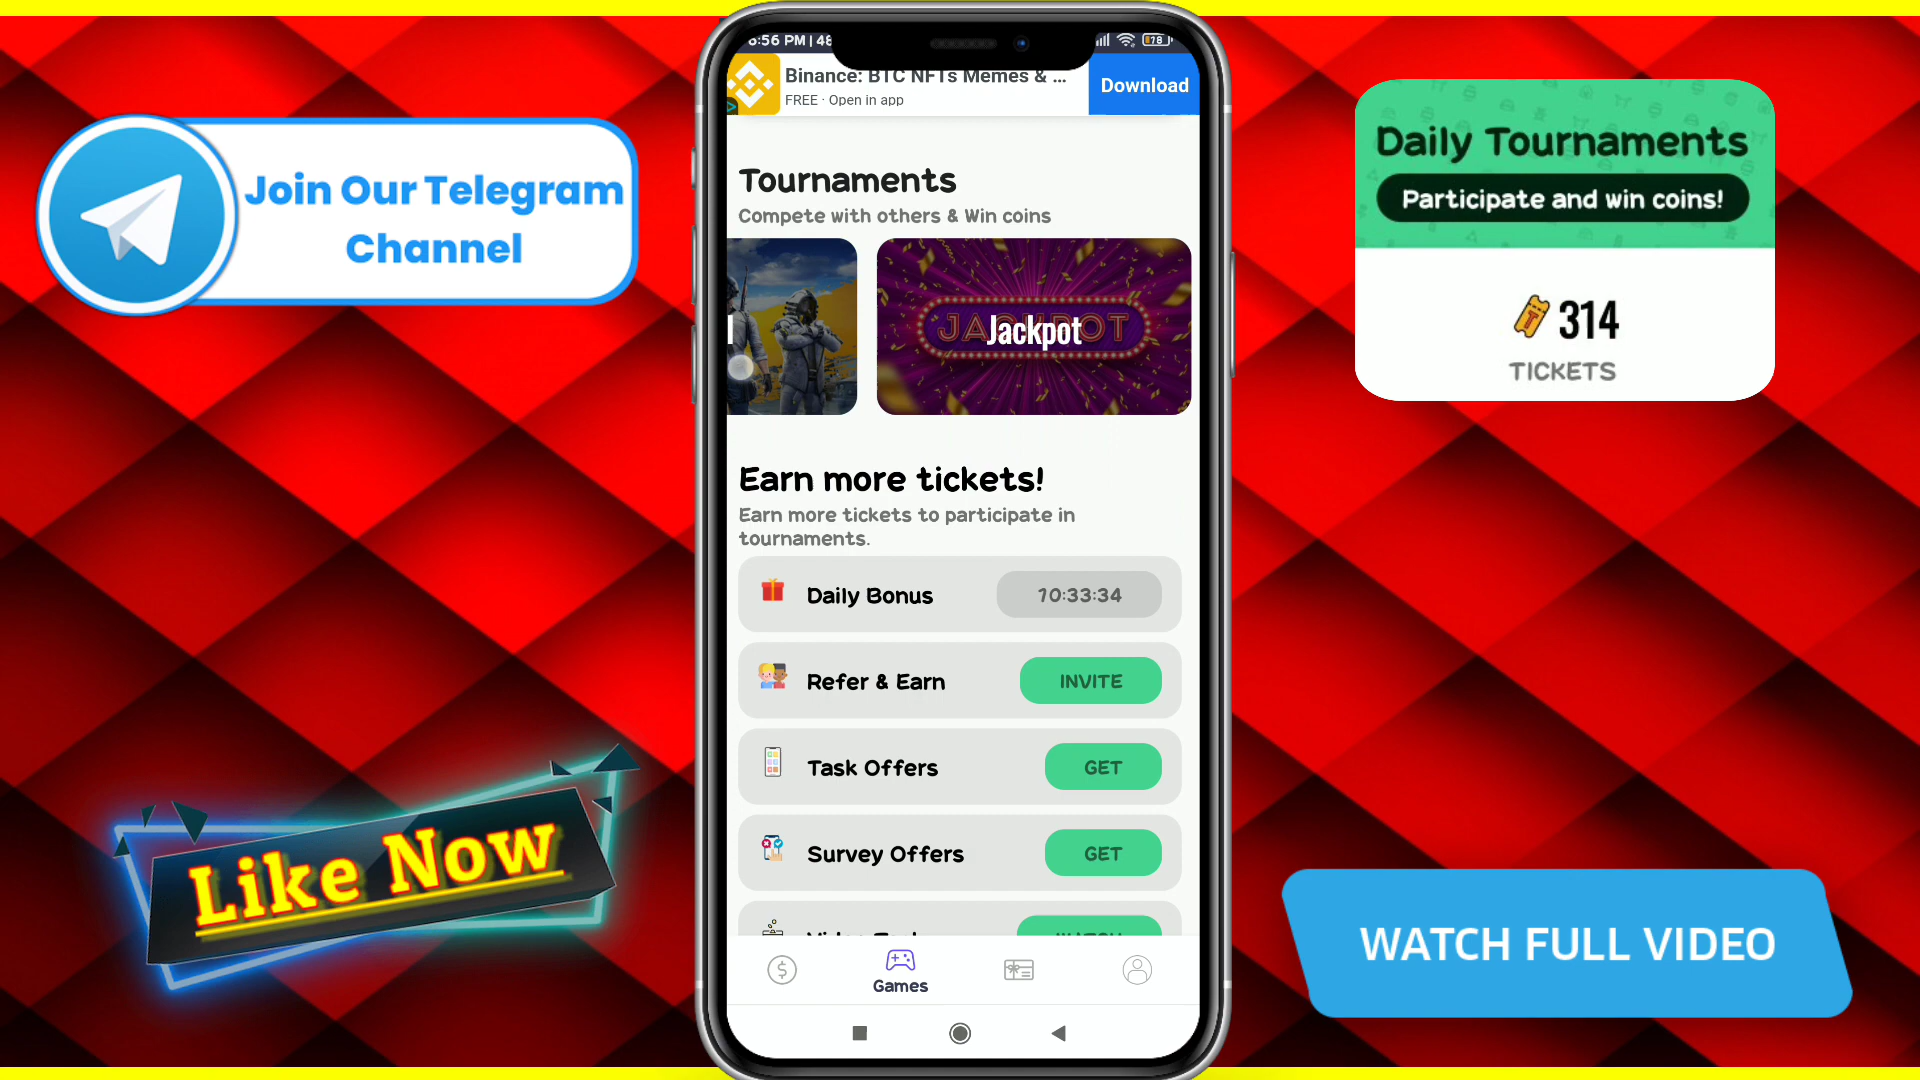 Join Our Telegram
Channel
Like Now
6:56 PM | 48
78
Binance: BTC NFTs Memes & ...
FREE · Open in app
Download
Tournaments
Compete with others & Win coins
JACKPOT
Jackpot
Earn more tickets!
Earn more tickets to participate in
tournaments.
Daily Bonus
10:33:34
Refer & Earn
INVITE
Task Offers
GET
Survey Offers
GET
Games
Daily Tournaments
Participate and win coins!
314
TICKETS
WATCH FULL VIDEO